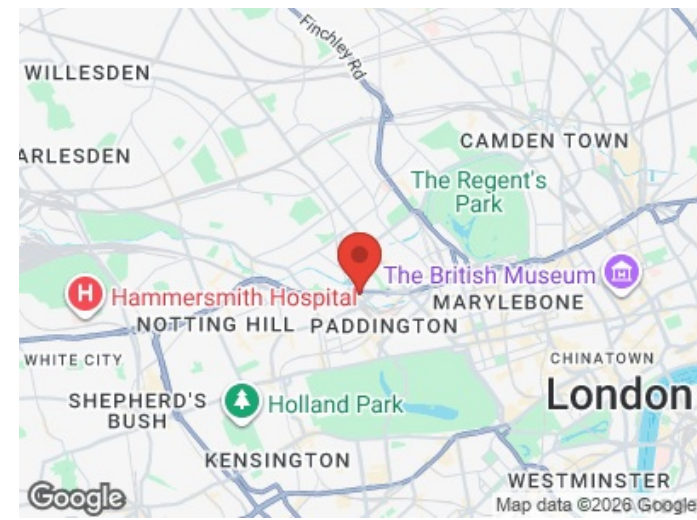 Finchley Rd
WILLESDEN
CAMDEN TOWN
ARLESDEN
The Regent's
Park
The British Museum
H
Hammersmith Hospital
MARYLEBONE
NOTTING HILL
PADDINGTON
WHITE CITY
CHINATOWN
SHEPHERD'S
BUSH
Holland Park
London
KENSINGTON
WESTMINSTER
Google
Map data ©2026 Google